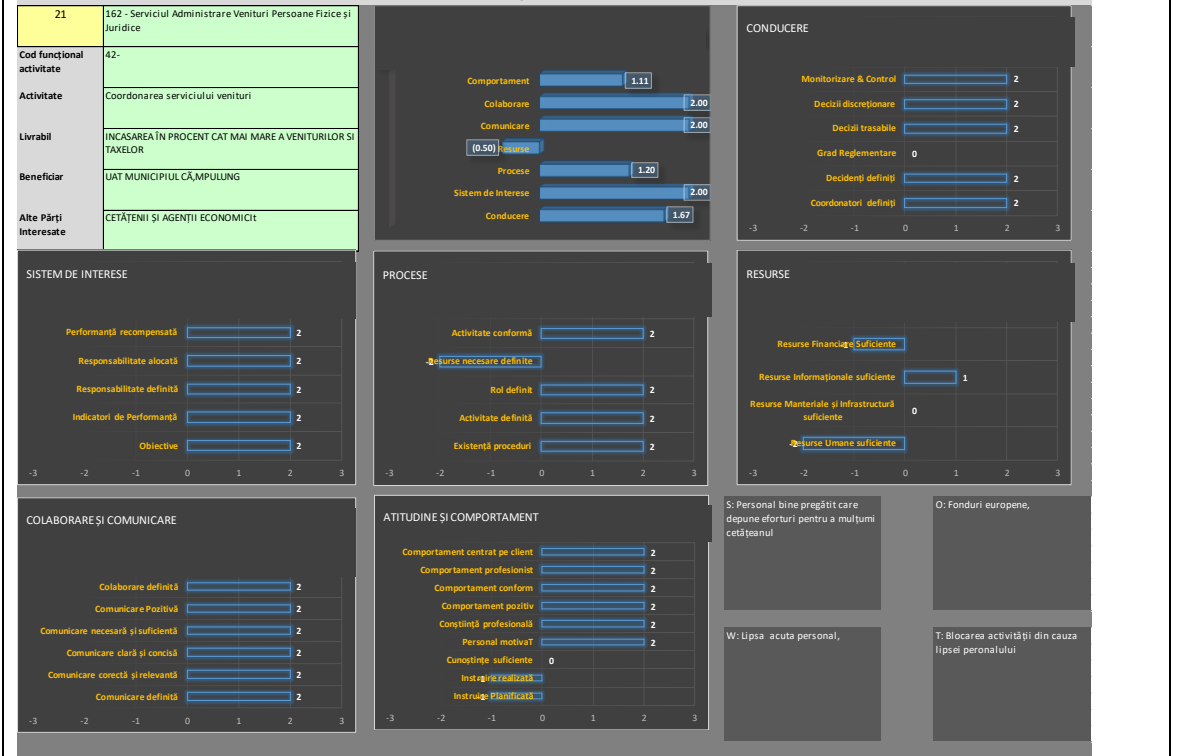 21
162 - Serviciul Administrare Venituri Persoane Fizice și
Juridice
Cod funcțional
activitate
42-
Activitate
Coordonarea serviciului venituri
Livrabil
INCASAREA ÎN PROCENT CAT MAI MARE A VENITURILOR SI
TAXELOR
Beneficiar
UAT MUNICIPIUL CÃ,MPULUNG
Alte Părți
Interesate
CETĂȚENII ȘI AGENȚII ECONOMICIt
Comportament 1.11
Colaborare 2.00
Comunicare 2.00
(0.50) Resurse
Procese 1.20
Sistem de Interese 2.00
Conducere 1.67
CONDUCERE
Monitorizare & Control 2
Decizii discreționare 2
Decizii trasabile 2
Grad Reglementare 0
Decidenți definiți 2
Coordonatori definiți 2
-3 -2 -1 0 1 2 3
SISTEM DE INTERESE
Performanță recompensată 2
Responsabilitate alocată 2
Responsabilitate definită 2
Indicatori de Performanță 2
Obiective 2
-3 -2 -1 0 1 2 3
PROCESE
Activitate conformă 2
Resurse necesare definite -2
Rol definit 2
Activitate definită 2
Existență proceduri 2
-3 -2 -1 0 1 2 3
RESURSE
Resurse Financiare Suficiente -1
Resurse Informaționale suficiente 1
Resurse Manteriale și Infrastructură
suficiente 0
Resurse Umane suficiente -2
-3 -2 -1 0 1 2 3
COLABORARE ȘI COMUNICARE
Colaborare definită 2
Comunicare Pozitivă 2
Comunicare necesară și suficientă 2
Comunicare clară și concisă 2
Comunicare corectă și relevantă 2
Comunicare definită 2
-3 -2 -1 0 1 2 3
ATITUDINE ȘI COMPORTAMENT
Comportament centrat pe client 2
Comportament profesionist 2
Comportament conform 2
Comportament pozitiv 2
Conștiință profesională 2
Personal motivaT 2
Cunoștințe suficiente 0
Instruire realizată -1
Instruire Planificată -1
-3 -2 -1 0 1 2 3
S: Personal bine pregătit care
depune eforturi pentru a mulțumi
cetățeanul
O: Fonduri europene,
W: Lipsa acuta personal,
T: Blocarea activității din cauza
lipsei peronalului